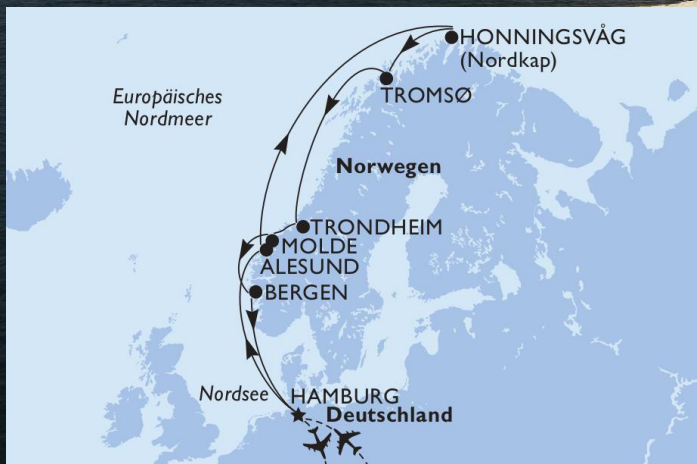 HONNINGSVÅG
(Nordkap)
TROMSØ
Europäisches
Nordmeer
Norwegen
TRONDHEIM
MOLDE
ALESUND
BERGEN
Nordsee
HAMBURG
Deutschland